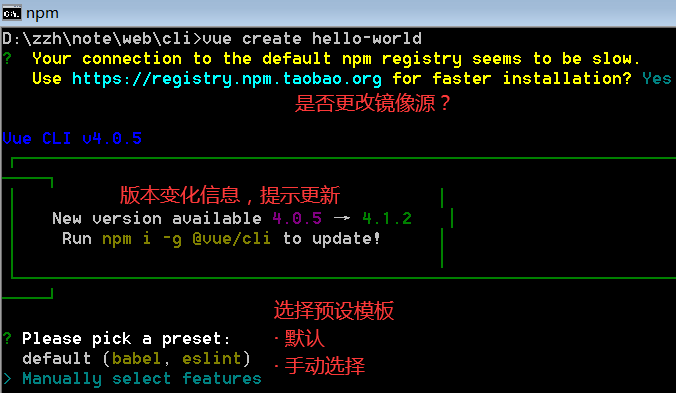 npm
D:\zzh\note\web\cli>vue create hello-world
?  Your connection to the default npm registry seems to be slow.
Use https://registry.npm.taobao.org for faster installation? Yes
是否更改镜像源？
Vue CLI v4.0.5
版本变化信息，提示更新
New version available 4.0.5 → 4.1.2
Run npm i -g @vue/cli to update!
选择预设模板
? Please pick a preset:
· 默认
default (babel, eslint)
· 手动选择
> Manually select features